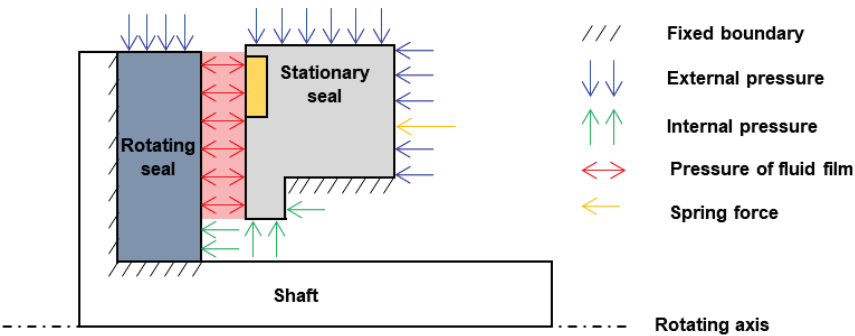 Stationary
seal
Rotating
seal
Shaft
Fixed boundary
External pressure
Internal pressure
Pressure of fluid film
Spring force
Rotating axis